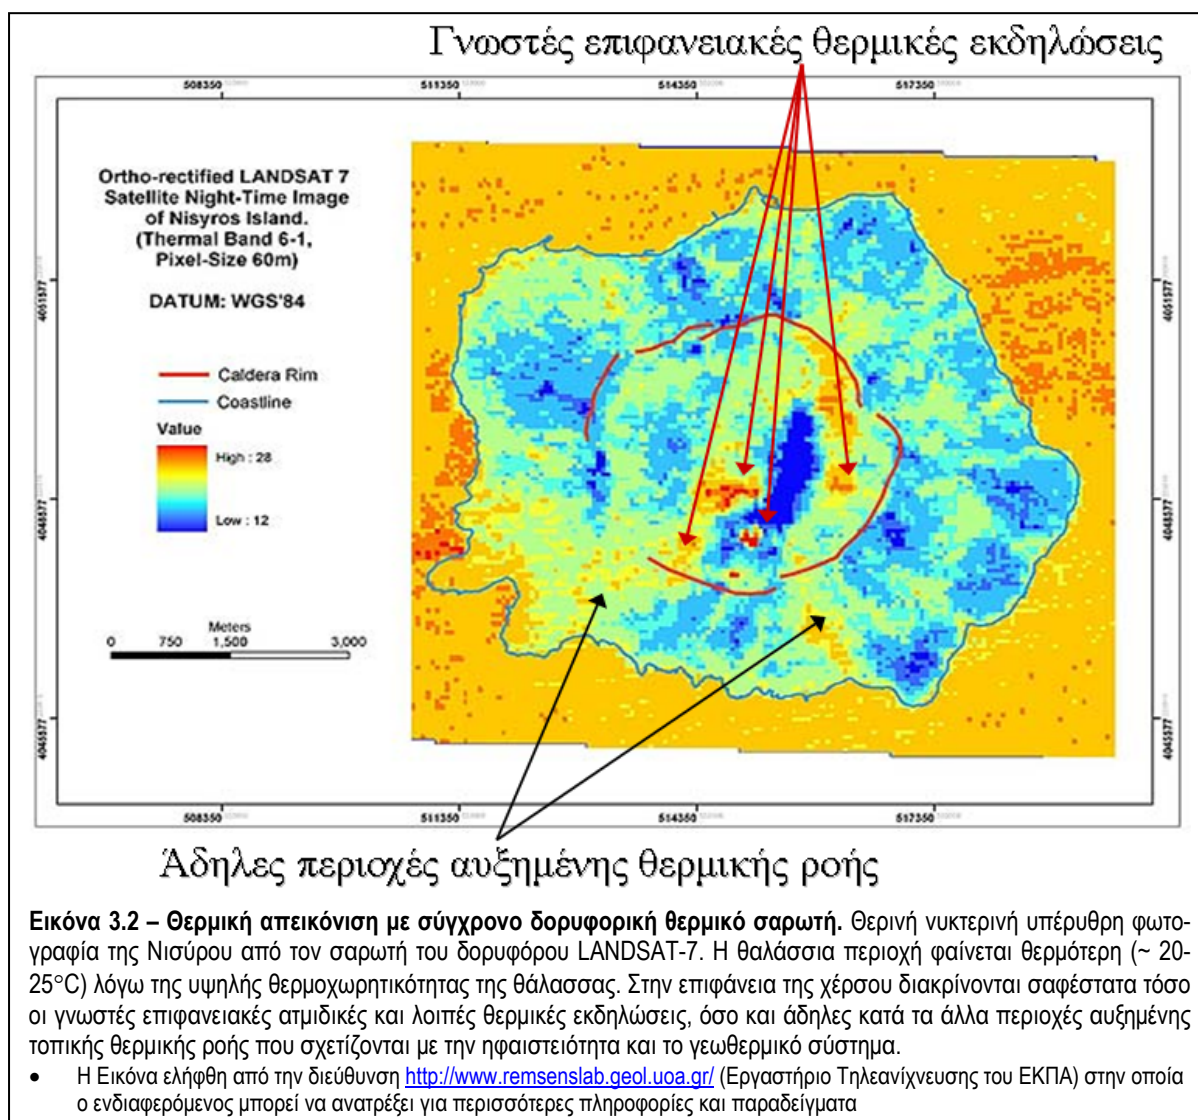 Γνωστές επιφανειακές θερμικές εκδηλώσεις
508350
511350
514350
517350
Ortho-rectified LANDSAT 7
Satellite Night-Time Image
of Nisyros Island.
(Thermal Band 6-1,
Pixel-Size 60m)
DATUM: WGS'84
4051577
4051577
Caldera Rim
Coastline
Value
High : 28
Low : 12
4048577
4048577
Meters
0 750 1,500 3,000
4045577
4045577
508350
511350
514350
517350
Άδηλες περιοχές αυξημένης θερμικής ροής
Εικόνα 3.2 – Θερμική απεικόνιση με σύγχρονο δορυφορική θερμικό σαρωτή. Θερινή νυκτερινή υπέρυθρη φωτο-
γραφία της Νισύρου από τον σαρωτή του δορυφόρου LANDSAT-7. Η θαλάσσια περιοχή φαίνεται θερμότερη (~ 20-
25°C) λόγω της υψηλής θερμοχωρητικότητας της θάλασσας. Στην επιφάνεια της χέρσου διακρίνονται σαφέστατα τόσο
οι γνωστές επιφανειακές ατμιδικές και λοιπές θερμικές εκδηλώσεις, όσο και άδηλες κατά τα άλλα περιοχές αυξημένης
τοπικής θερμικής ροής που σχετίζονται με την ηφαιστειότητα και το γεωθερμικό σύστημα.
• Η Εικόνα ελήφθη από την διεύθυνση http://www.remsenslab.geol.uoa.gr/ (Εργαστήριο Τηλεανίχνευσης του ΕΚΠΑ) στην οποία
ο ενδιαφερόμενος μπορεί να ανατρέξει για περισσότερες πληροφορίες και παραδείγματα